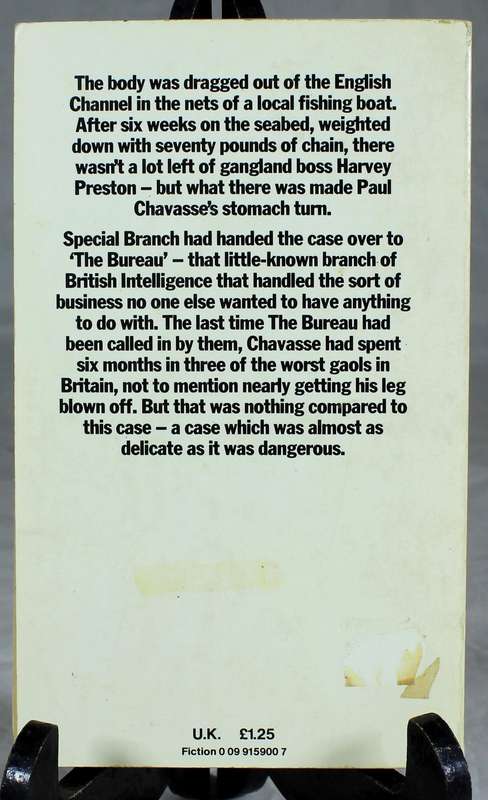 The body was dragged out of the English
Channel in the nets of a local fishing boat.
After six weeks on the seabed, weighted
down with seventy pounds of chain, there
wasn't a lot left of gangland boss Harvey
Preston – but what there was made Paul
Chavasse's stomach turn.
Special Branch had handed the case over to
'The Bureau' – that little-known branch of
British Intelligence that handled the sort of
business no one else wanted to have anything
to do with. The last time The Bureau had
been called in by them, Chavasse had spent
six months in three of the worst gaols in
Britain, not to mention nearly getting his leg
blown off. But that was nothing compared to
this case – a case which was almost as
delicate as it was dangerous.
U.K. £1.25
Fiction 0 09 915900 7